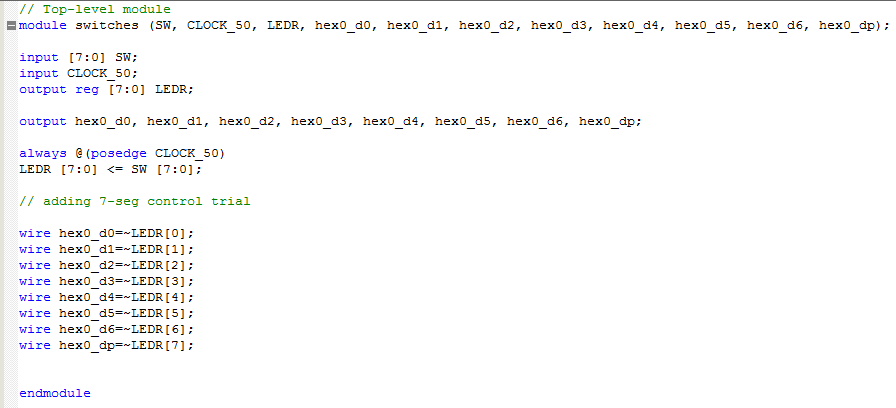 // Top-level module
module switches (SW, CLOCK_50, LEDR, hex0_d0, hex0_d1, hex0_d2, hex0_d3, hex0_d4, hex0_d5, hex0_d6, hex0_dp);
input [7:0] SW;
input CLOCK_50;
output reg [7:0] LEDR;
output hex0_d0, hex0_d1, hex0_d2, hex0_d3, hex0_d4, hex0_d5, hex0_d6, hex0_dp;
always @(posedge CLOCK_50)
LEDR [7:0] <= SW [7:0];
// adding 7-seg control trial
wire hex0_d0=~LEDR[0];
wire hex0_d1=~LEDR[1];
wire hex0_d2=~LEDR[2];
wire hex0_d3=~LEDR[3];
wire hex0_d4=~LEDR[4];
wire hex0_d5=~LEDR[5];
wire hex0_d6=~LEDR[6];
wire hex0_dp=~LEDR[7];
endmodule